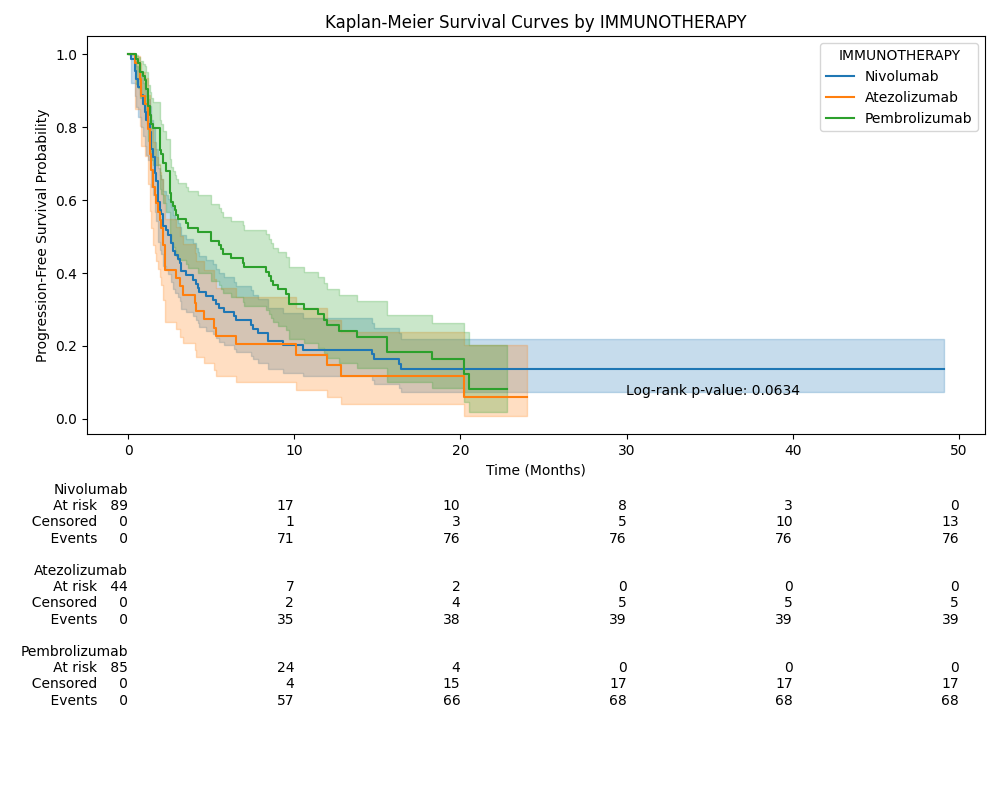 Kaplan-Meier Survival Curves by IMMUNOTHERAPY
Progression-Free Survival Probability
1.0
0.8
0.6
0.4
0.2
0.0
IMMUNOTHERAPY
Nivolumab
Atezolizumab
Pembrolizumab
Log-rank p-value: 0.0634
0 10 20 30 40 50
Time (Months)
Nivolumab
At risk 89 17 10 8 3 0
Censored 0 1 3 5 10 13
Events 0 71 76 76 76 76
Atezolizumab
At risk 44 7 2 0 0 0
Censored 0 2 4 5 5 5
Events 0 35 38 39 39 39
Pembrolizumab
At risk 85 24 4 0 0 0
Censored 0 4 15 17 17 17
Events 0 57 66 68 68 68